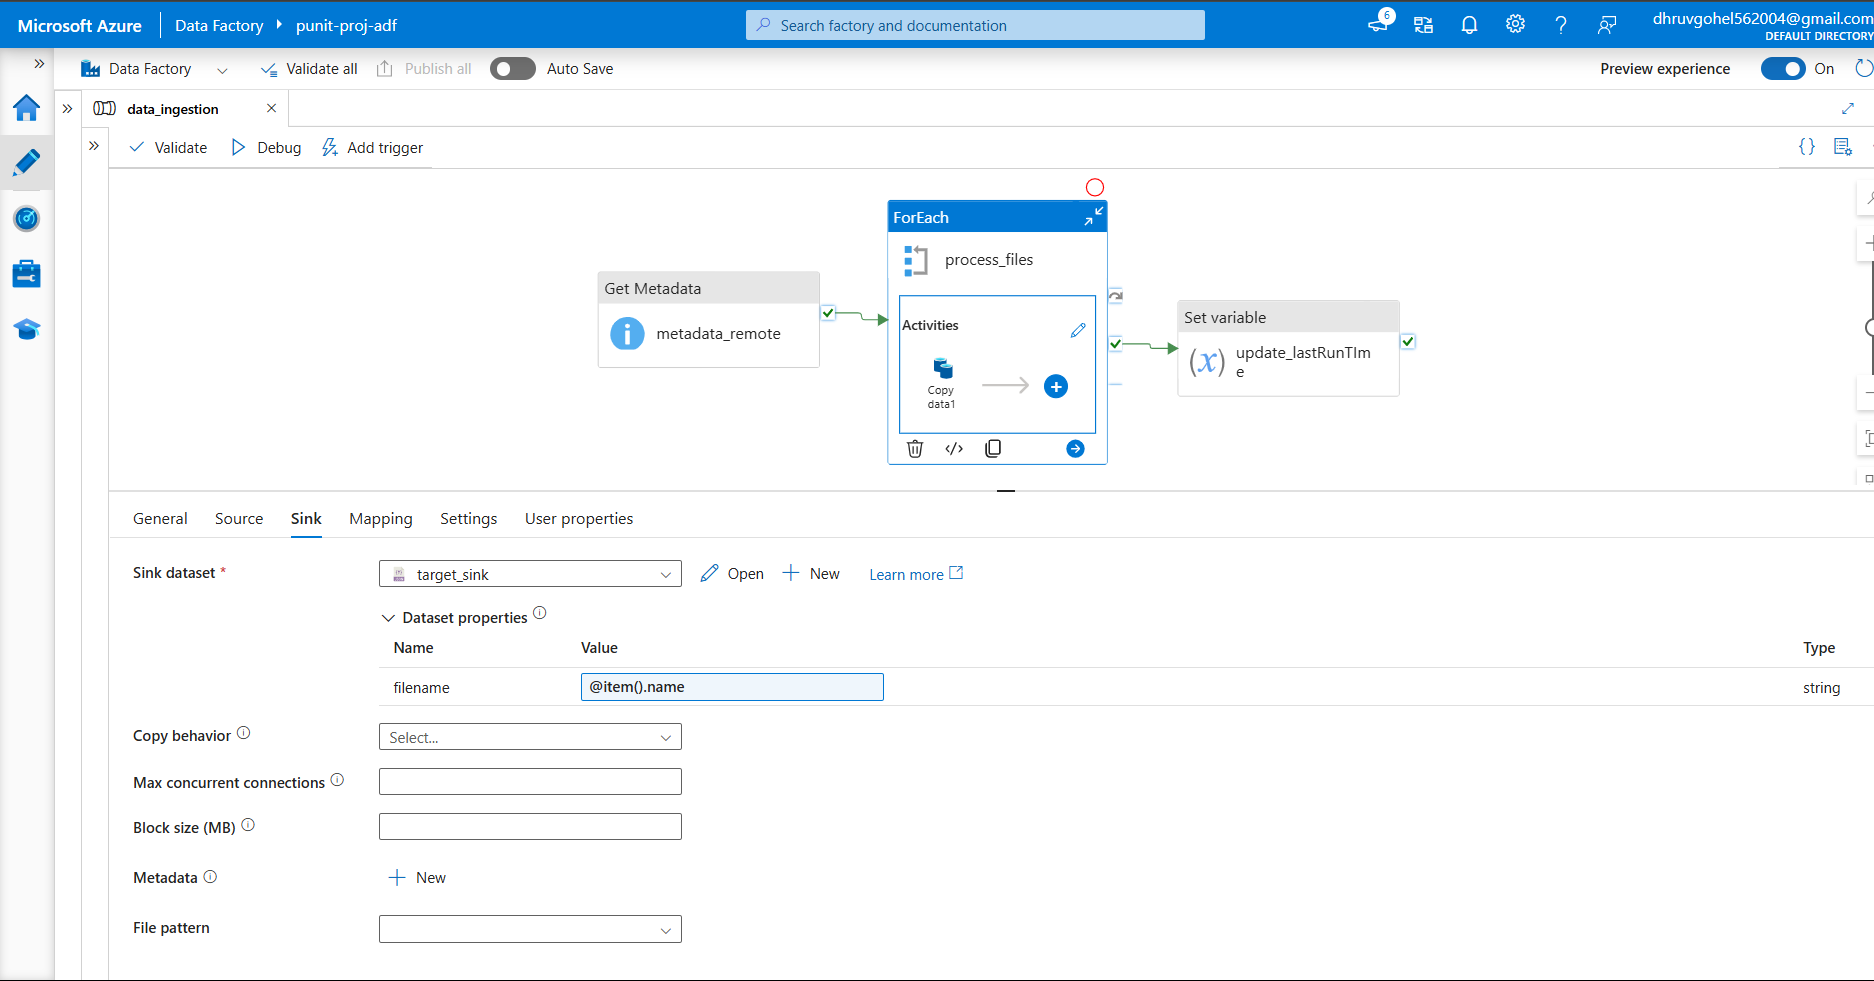 Microsoft Azure
Data Factory
punit-proj-adf
Search factory and documentation
6
dhruvgohel562004@gmail.com
DEFAULT DIRECTORY
Data Factory
Validate all
Publish all
Auto Save
Preview experience
On
data_ingestion
Validate
Debug
Add trigger
Get Metadata
metadata_remote
ForEach
process_files
Activities
Copy
data1
Set variable
update_lastRunTIm
e
General
Source
Sink
Mapping
Settings
User properties
Sink dataset *
target_sink
Open
New
Learn more
Dataset properties
Name
Value
Type
filename
@item().name
string
Copy behavior
Select...
Max concurrent connections
Block size (MB)
Metadata
New
File pattern